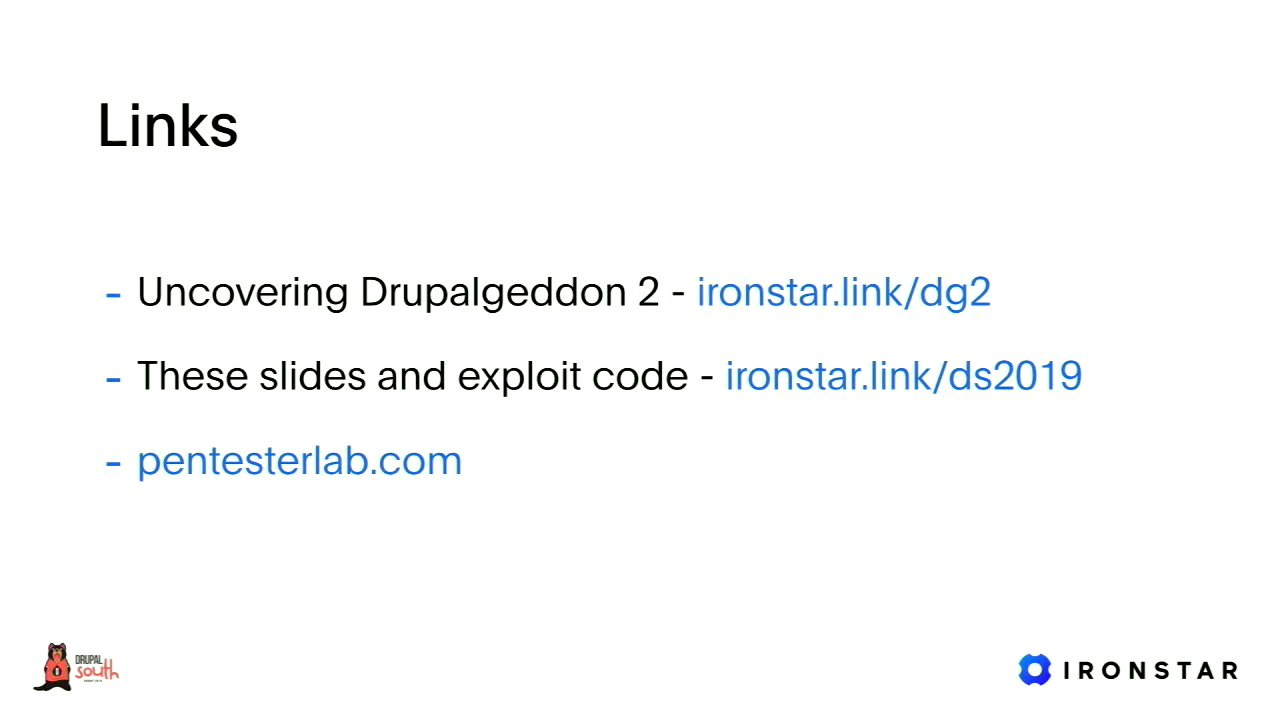 Links
- Uncovering Drupalgeddon 2 - ironstar.link/dg2
- These slides and exploit code - ironstar.link/ds2019
- pentesterlab.com
DRUPAL
south
IRONSTAR